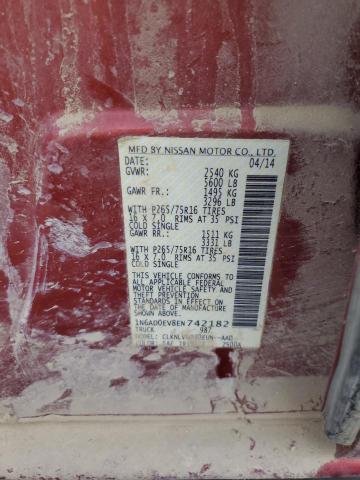 MFD BY NISSAN MOTOR CO., LTD.
DATE: 04/14
GVWR: 2540 KG
5600 LB
GAWR FR.: 1495 KG
3296 LB
WITH P265/75R16 TIRES
16 X 7.0 RIMS AT 35 PSI
COLD SINGLE
GAWR RR.: 1511 KG
3331 LB
WITH P265/75R16 TIRES
16 X 7.0 RIMS AT 35 PSI
COLD SINGLE
THIS VEHICLE CONFORMS TO
ALL APPLICABLE FEDERAL
MOTOR VEHICLE SAFETY
STANDARDS IN EFFECT ON THE
DATE OF MANUFACTURE
SHOWN ABOVE
1N6AD0EV8EN742182
TRUCK 987
MODEL:
COLOR: